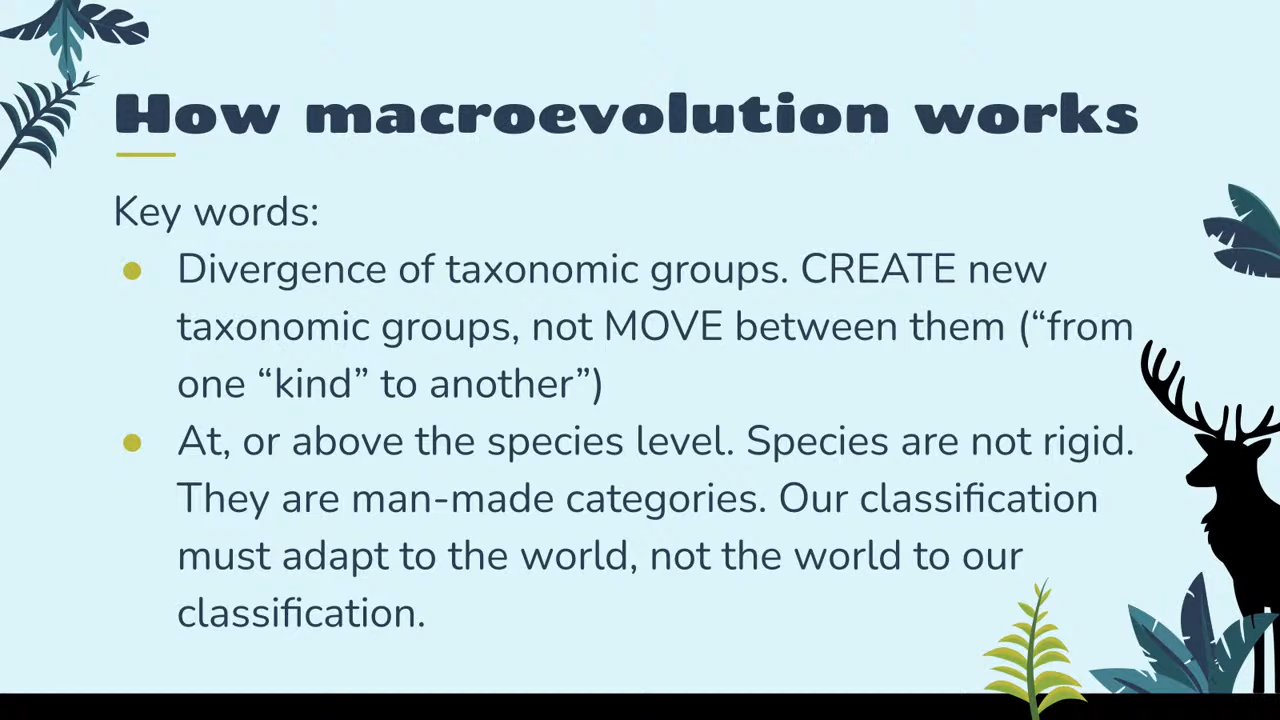 How macroevolution works
Key words:
● Divergence of taxonomic groups. CREATE new
taxonomic groups, not MOVE between them (“from
one “kind” to another”)
● At, or above the species level. Species are not rigid.
They are man-made categories. Our classification
must adapt to the world, not the world to our
classification.